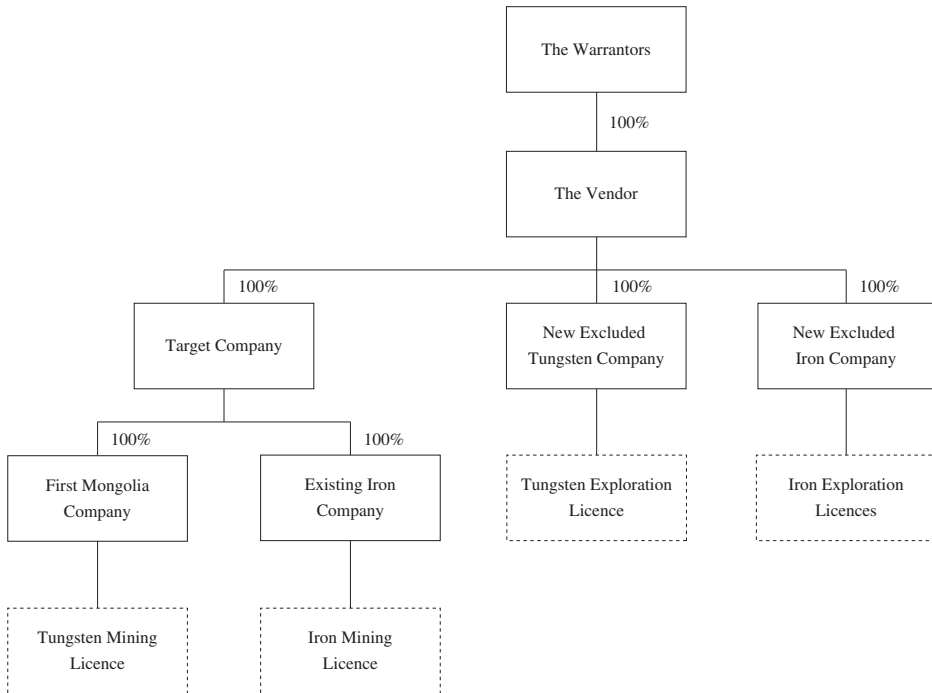 The Warrantors
100%
The Vendor
100%
100%
100%
Target Company
New Excluded
Tungsten Company
New Excluded
Iron Company
100%
100%
First Mongolia
Company
Existing Iron
Company
Tungsten Exploration
Licence
Iron Exploration
Licences
Tungsten Mining
Licence
Iron Mining
Licence